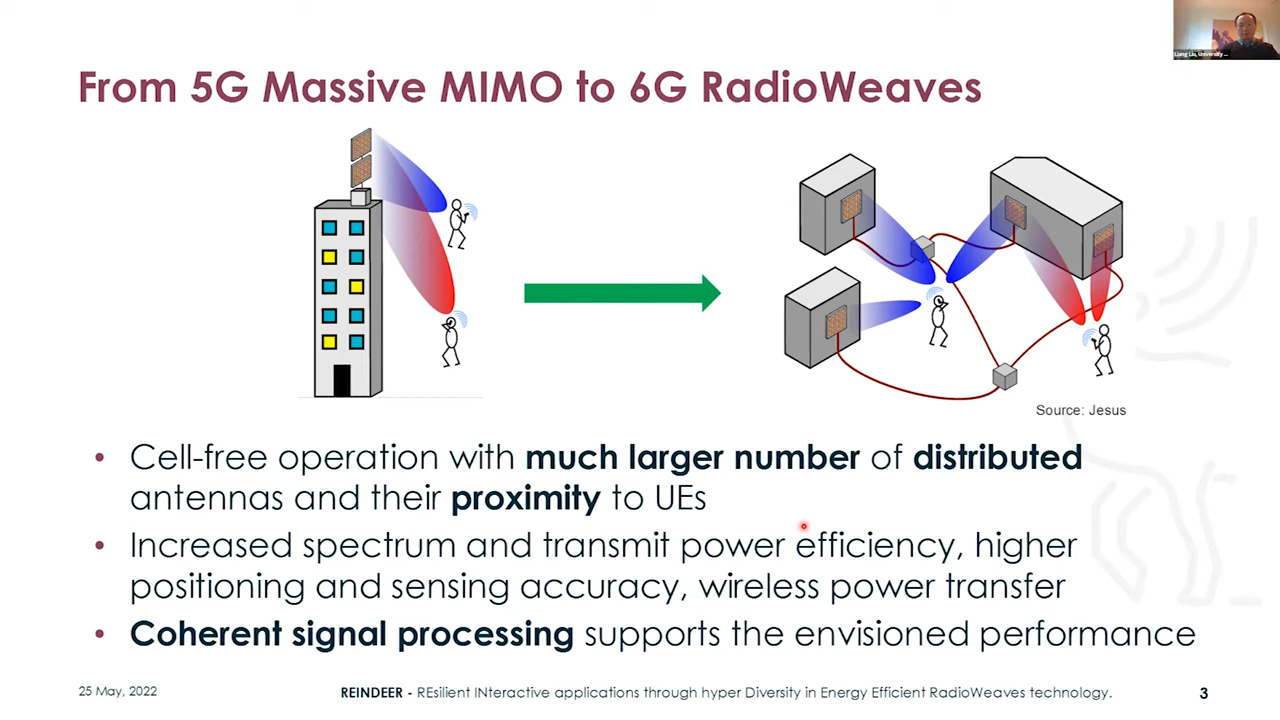 Liang Liu, University ...
From 5G Massive MIMO to 6G RadioWeaves
Source: Jesus
• Cell-free operation with much larger number of distributed
antennas and their proximity to UEs
• Increased spectrum and transmit power efficiency, higher
positioning and sensing accuracy, wireless power transfer
• Coherent signal processing supports the envisioned performance
25 May, 2022
REINDEER - REsilient INteractive applications through hyper Diversity in Energy Efficient RadioWeaves technology.
3